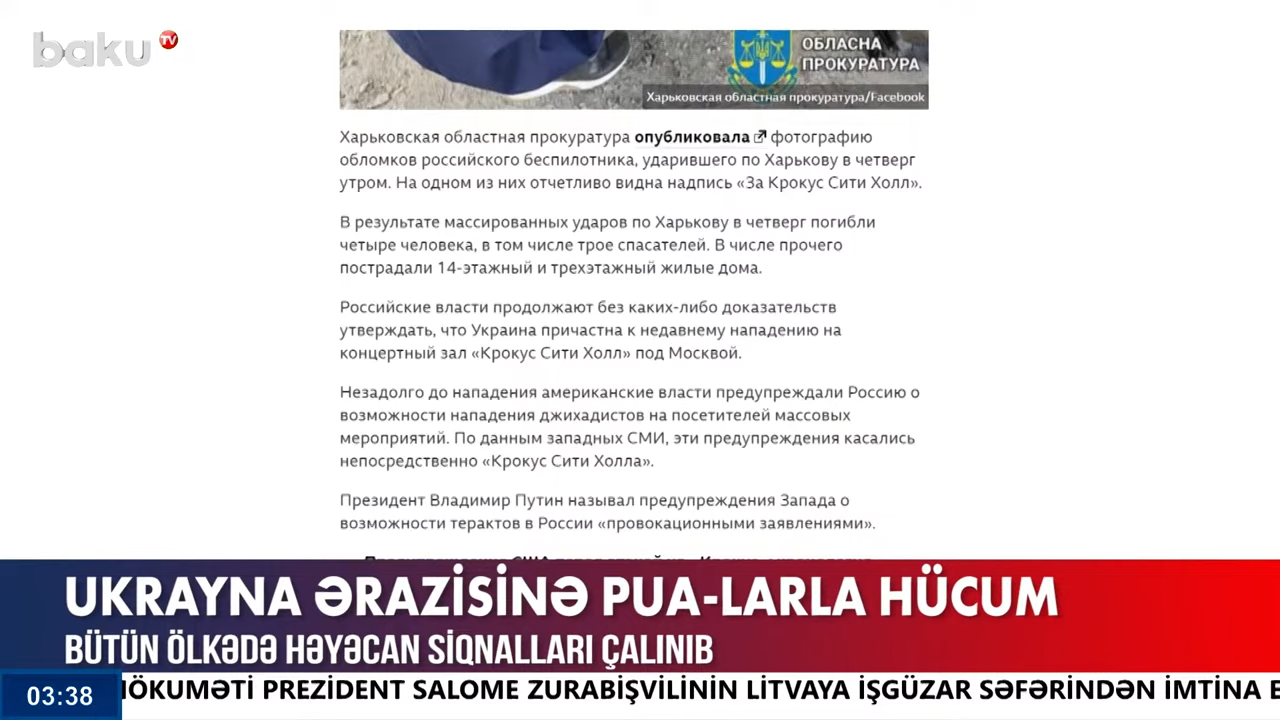 baku TV
ОБЛАСНА
ПРОКУРАТУРА
Харьковская областная прокуратура/Facebook
Харьковская областная прокуратура опубликовала фотографию
обломков российского беспилотника, ударившего по Харькову в четверг
утром. На одном из них отчетливо видна надпись «За Крокус Сити Холл».
В результате массированных ударов по Харькову в четверг погибли
четыре человека, в том числе трое спасателей. В числе прочего
пострадали 14-этажный и трехэтажный жилые дома.
Российские власти продолжают без каких-либо доказательств
утверждать, что Украина причастна к недавнему нападению на
концертный зал «Крокус Сити Холл» под Москвой.
Незадолго до нападения американские власти предупреждали Россию о
возможности нападения джихадистов на посетителей массовых
мероприятий. По данным западных СМИ, эти предупреждения касались
непосредственно «Крокус Сити Холла».
Президент Владимир Путин называл предупреждения Запада о
возможности терактов в России «провокационными заявлениями».
UKRAYNA ƏRAZİSİNƏ PUA-LARLA HÜCUM
BÜTÜN ÖLKƏDƏ HƏYƏCAN SİQNALLARI ÇALINIB
03:38
HÖKUMƏTİ PREZİDENT SALOME ZURABİŞVİLİNİN LİTVAYA İŞGÜZAR SƏFƏRİNDƏN İMTİNA E